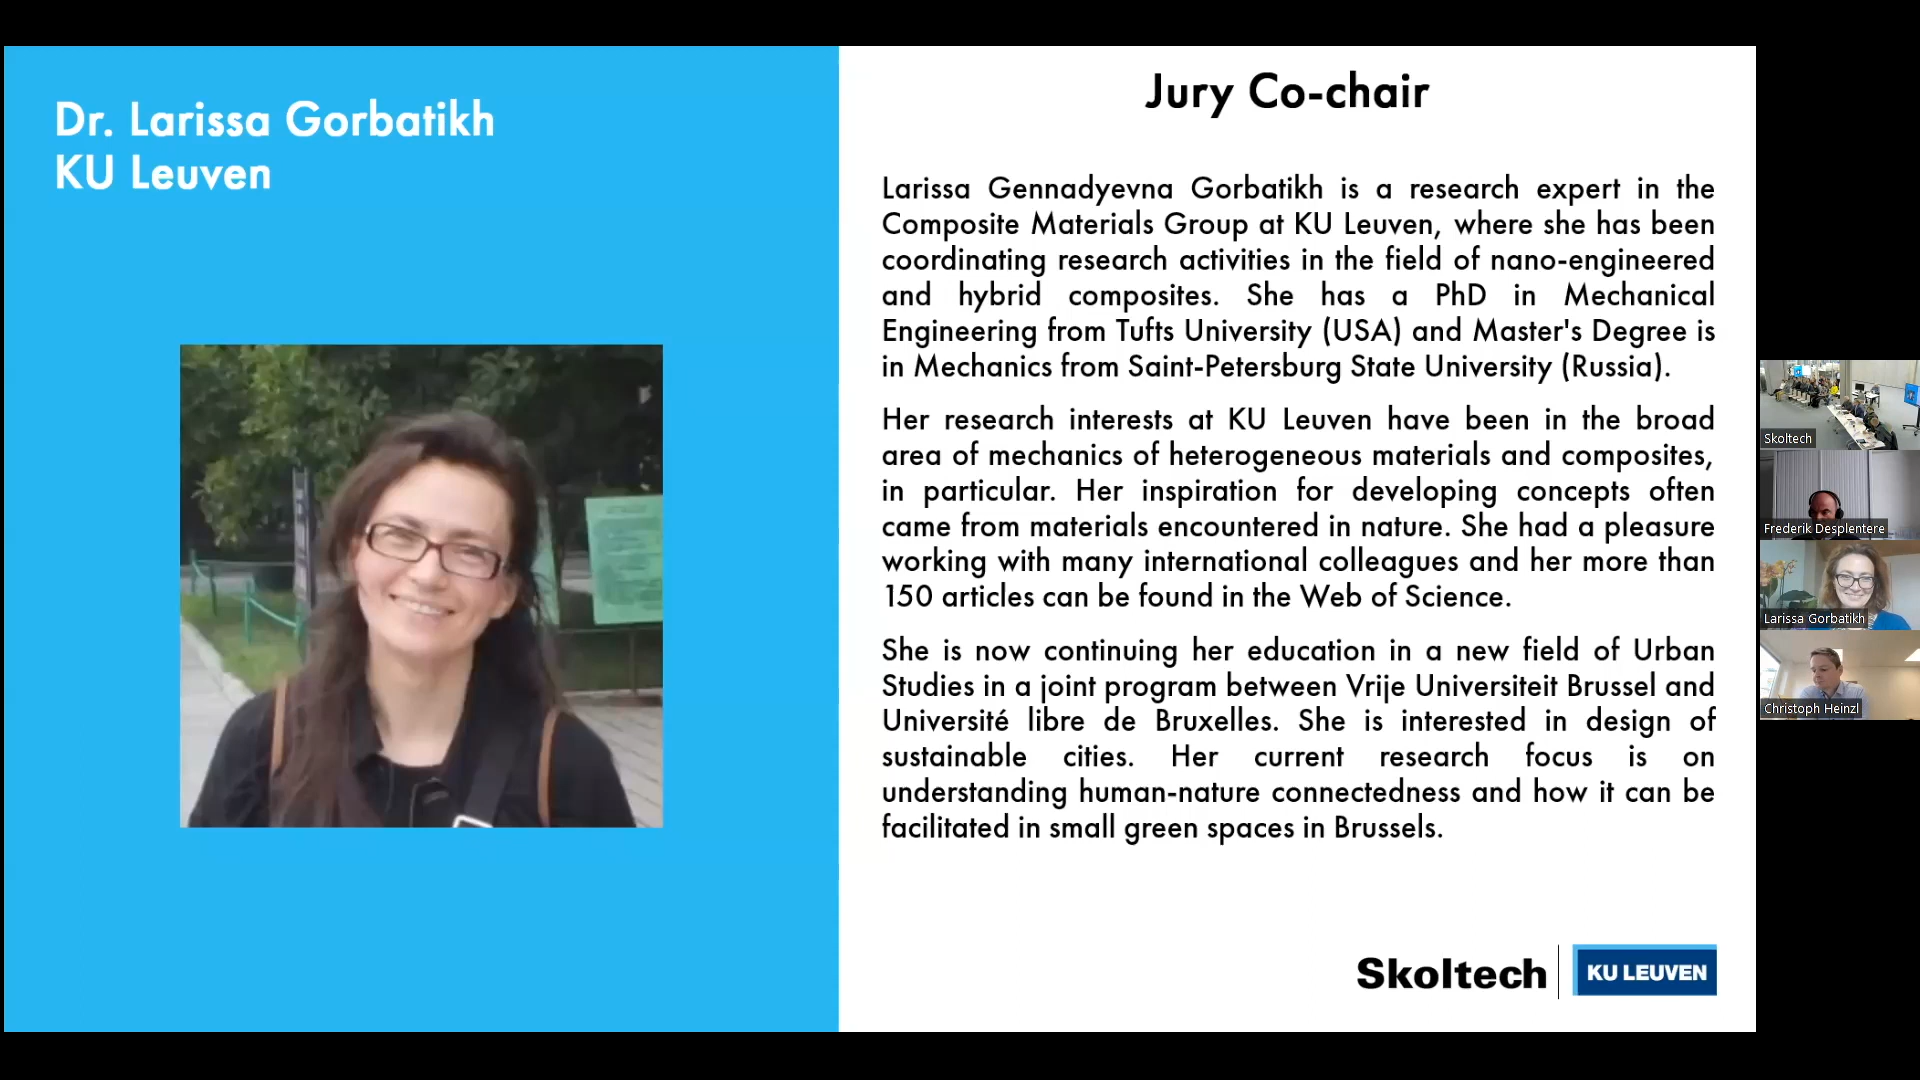 Dr. Larissa Gorbatikh
KU Leuven
Jury Co-chair
Larissa Gennadyevna Gorbatikh is a research expert in the
Composite Materials Group at KU Leuven, where she has been
coordinating research activities in the field of nano-engineered
and hybrid composites. She has a PhD in Mechanical
Engineering from Tufts University (USA) and Master's Degree is
in Mechanics from Saint-Petersburg State University (Russia).
Her research interests at KU Leuven have been in the broad
area of mechanics of heterogeneous materials and composites,
in particular. Her inspiration for developing concepts often
came from materials encountered in nature. She had a pleasure
working with many international colleagues and her more than
150 articles can be found in the Web of Science.
She is now continuing her education in a new field of Urban
Studies in a joint program between Vrije Universiteit Brussel and
Université libre de Bruxelles. She is interested in design of
sustainable cities. Her current research focus is on
understanding human-nature connectedness and how it can be
facilitated in small green spaces in Brussels.
Skoltech
KU LEUVEN
Skoltech
Frederik Desplentere
Larissa Gorbatikh
Christoph Heinzl